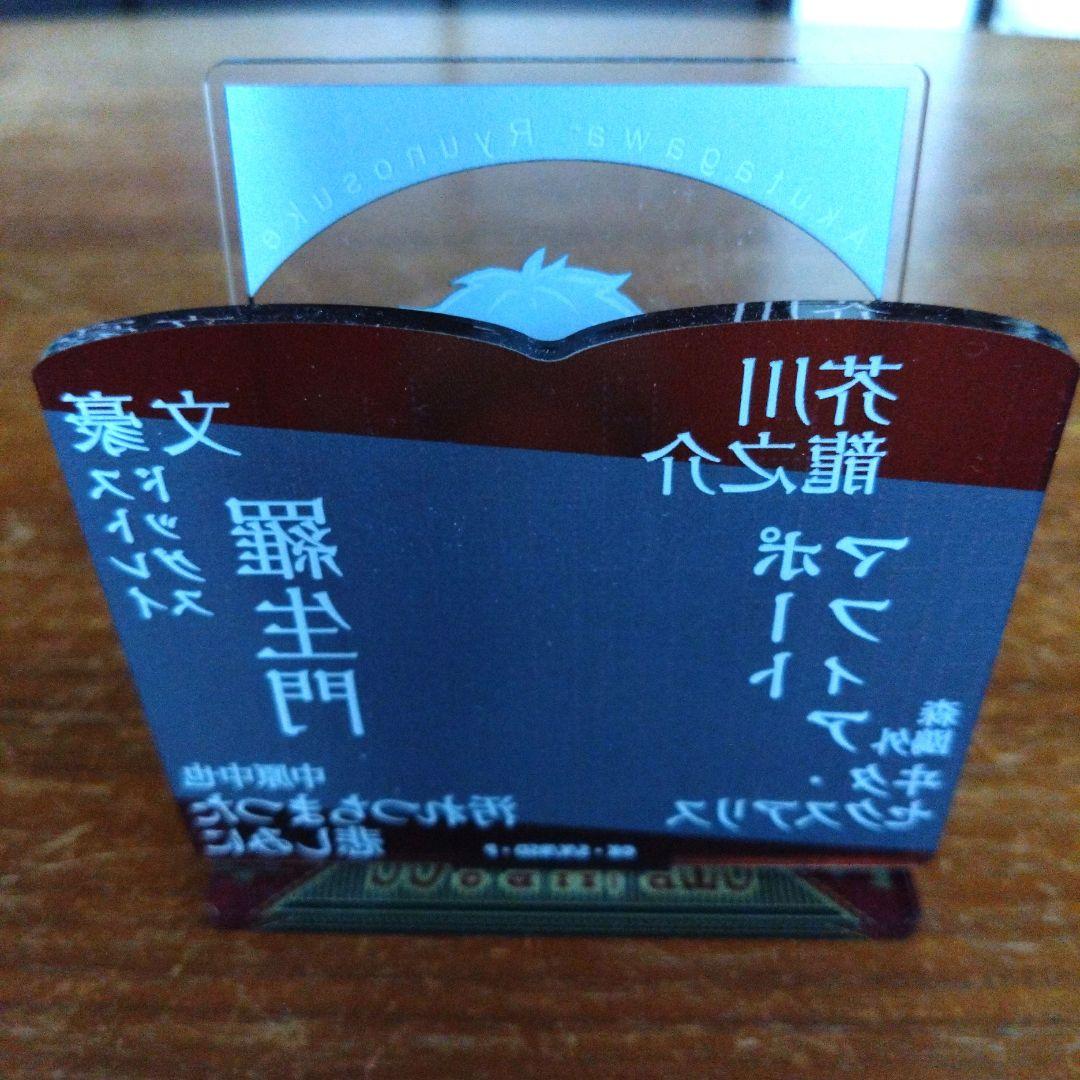 Akutagawa Ryunosuke
芥川
龍之介
マフィア
ポート
森
鷗外
ヰタ・
セクスアリス
文豪
ドス
ット
グレ
スイ
羅生門
中原中也
汚れつちまつた
悲しみに